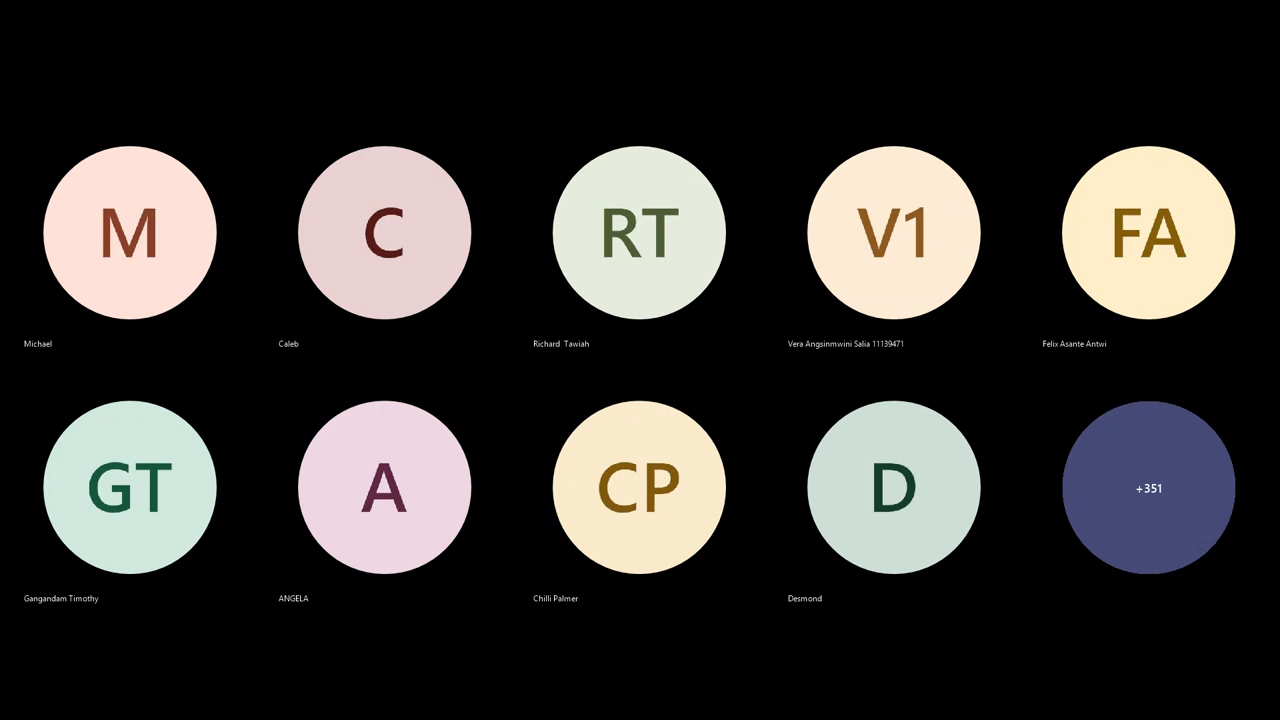 M
C
RT
V1
FA
Michael
Caleb
Richard Tawiah
Vera Angsinmwini Salia 11139471
Felix Asante Antwi
GT
A
CP
D
+351
Gangandam Timothy
ANGELA
Chilli Palmer
Desmond